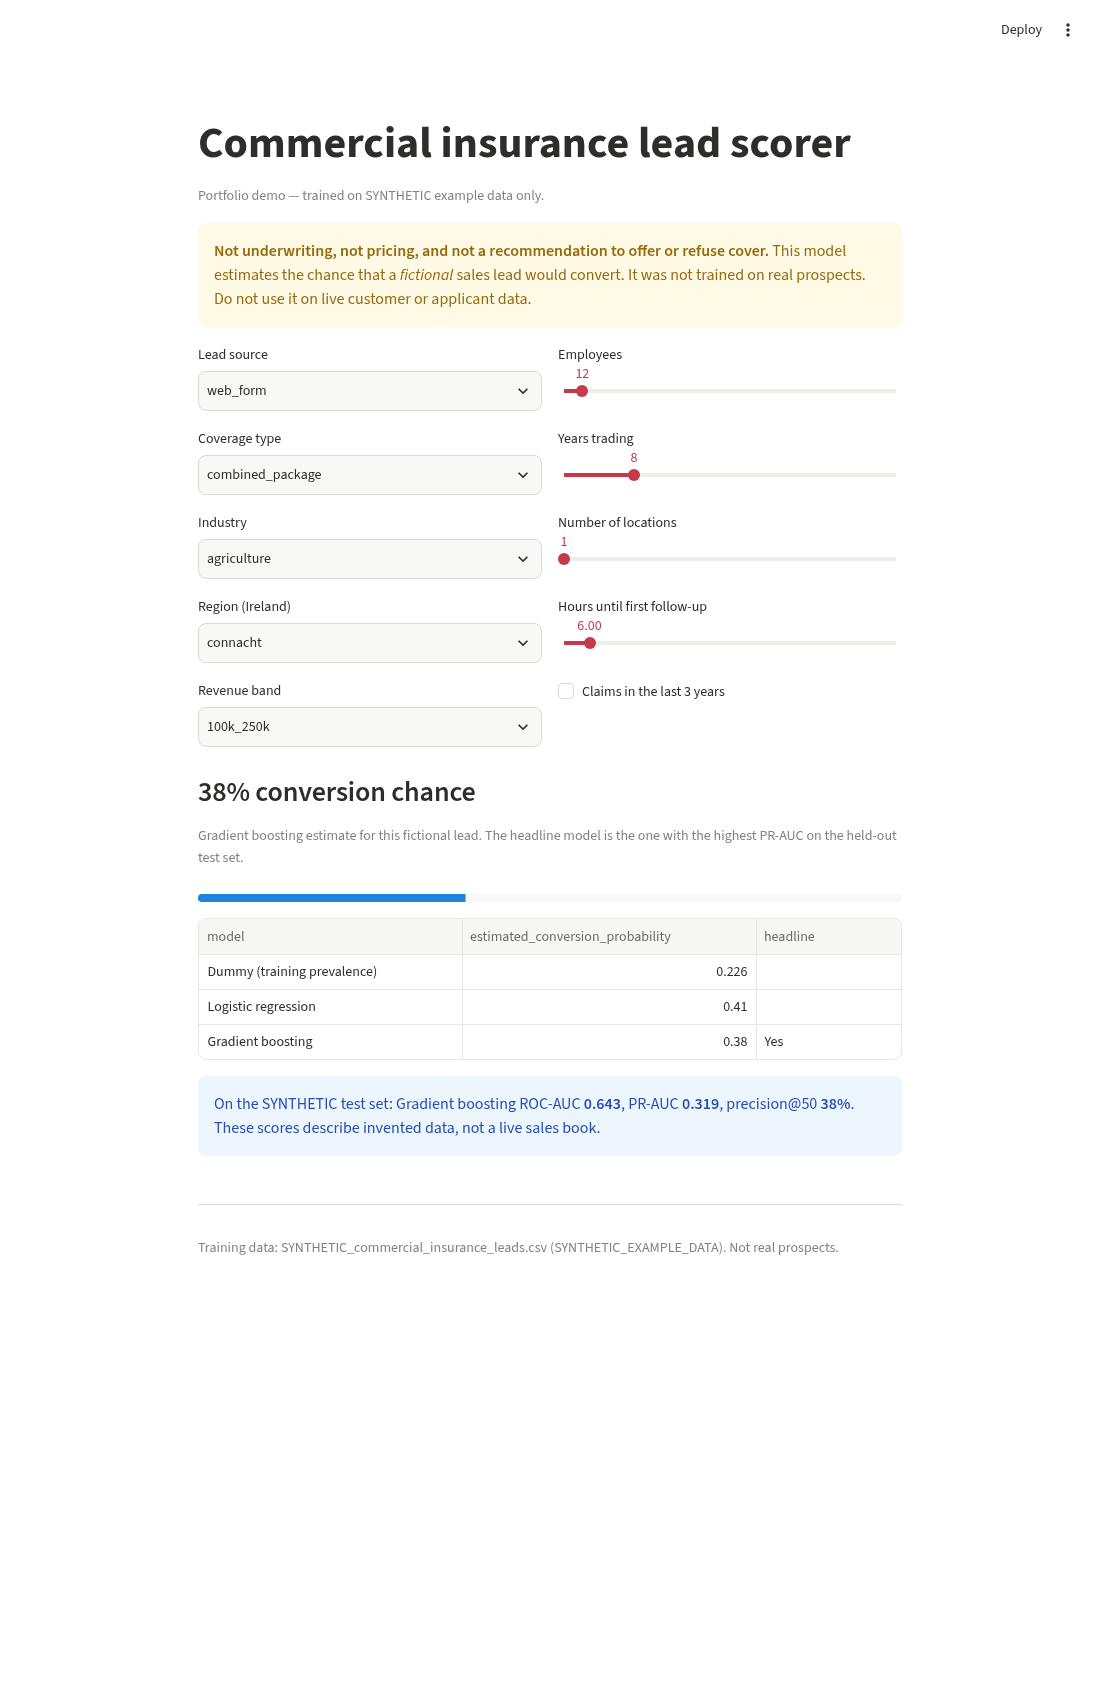 Deploy
Commercial insurance lead scorer
Portfolio demo — trained on SYNTHETIC example data only.
Not underwriting, not pricing, and not a recommendation to offer or refuse cover. This model
estimates the chance that a fictional sales lead would convert. It was not trained on real prospects.
Do not use it on live customer or applicant data.
Lead source
web_form
Coverage type
combined_package
Industry
agriculture
Region (Ireland)
connacht
Revenue band
100k_250k
Employees
12
Years trading
8
Number of locations
1
Hours until first follow-up
6.00
Claims in the last 3 years
38% conversion chance
Gradient boosting estimate for this fictional lead. The headline model is the one with the highest PR-AUC on the held-out
test set.
model estimated_conversion_probability headline
Dummy (training prevalence) 0.226
Logistic regression 0.41
Gradient boosting 0.38 Yes
On the SYNTHETIC test set: Gradient boosting ROC-AUC 0.643, PR-AUC 0.319, precision@50 38%.
These scores describe invented data, not a live sales book.
Training data: SYNTHETIC_commercial_insurance_leads.csv (SYNTHETIC_EXAMPLE_DATA). Not real prospects.